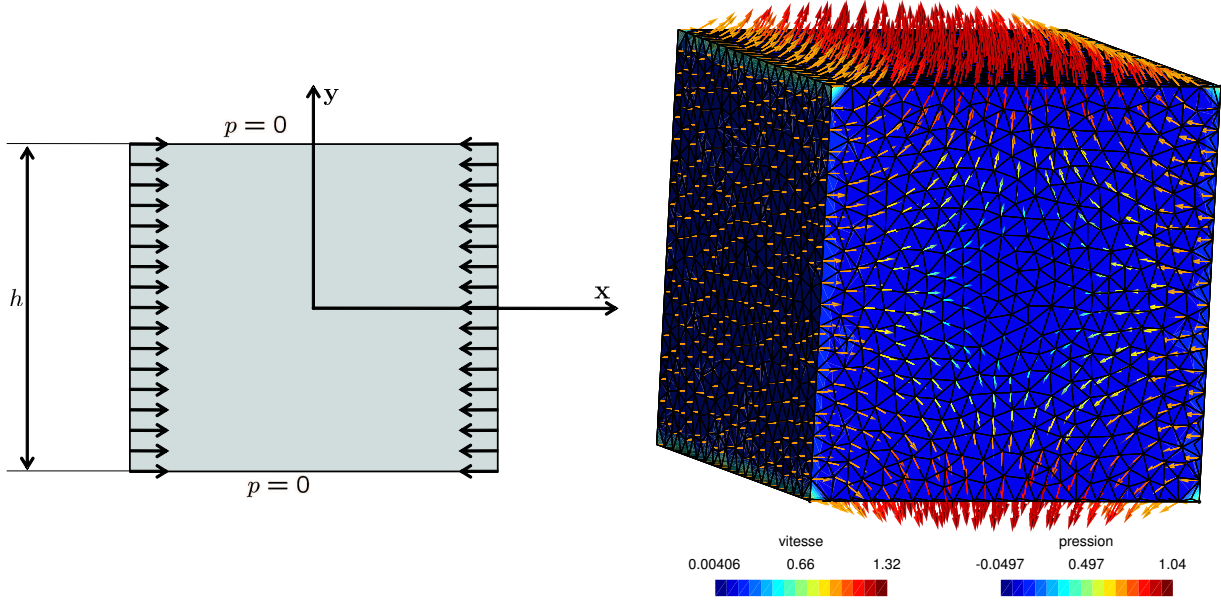 y
p = 0
h
x
p = 0
vitesse
0.00406 0.66 1.32
pression
-0.0497 0.497 1.04